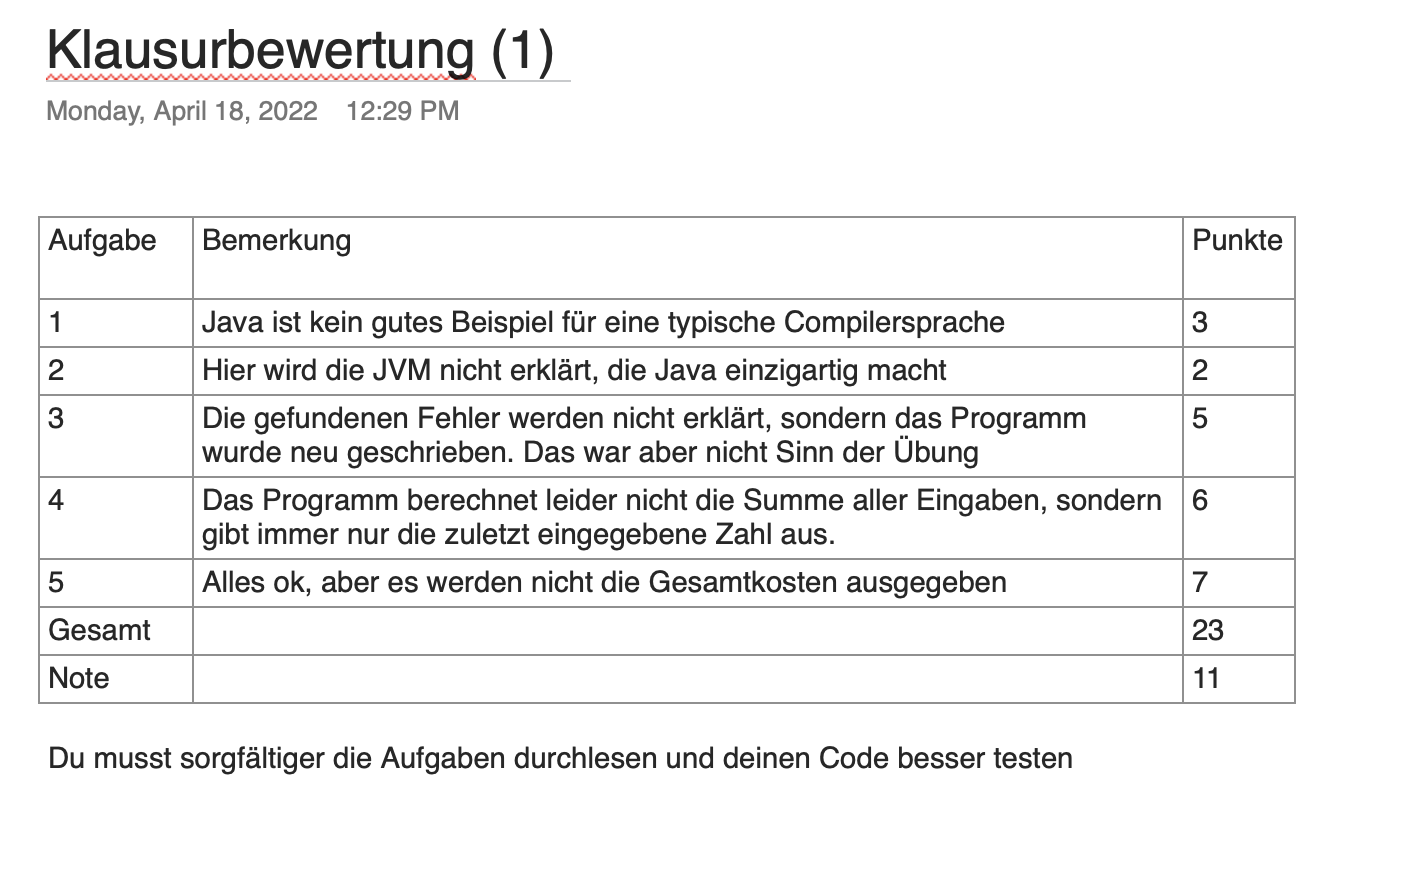 Klausurbewertung (1)
Monday, April 18, 2022 12:29 PM
Aufgabe Bemerkung Punkte
1 Java ist kein gutes Beispiel für eine typische Compilersprache 3
2 Hier wird die JVM nicht erklärt, die Java einzigartig macht 2
3 Die gefundenen Fehler werden nicht erklärt, sondern das Programm 5
wurde neu geschrieben. Das war aber nicht Sinn der Übung
4 Das Programm berechnet leider nicht die Summe aller Eingaben, sondern 6
gibt immer nur die zuletzt eingegebene Zahl aus.
5 Alles ok, aber es werden nicht die Gesamtkosten ausgegeben 7
Gesamt 23
Note 11
Du musst sorgfältiger die Aufgaben durchlesen und deinen Code besser testen